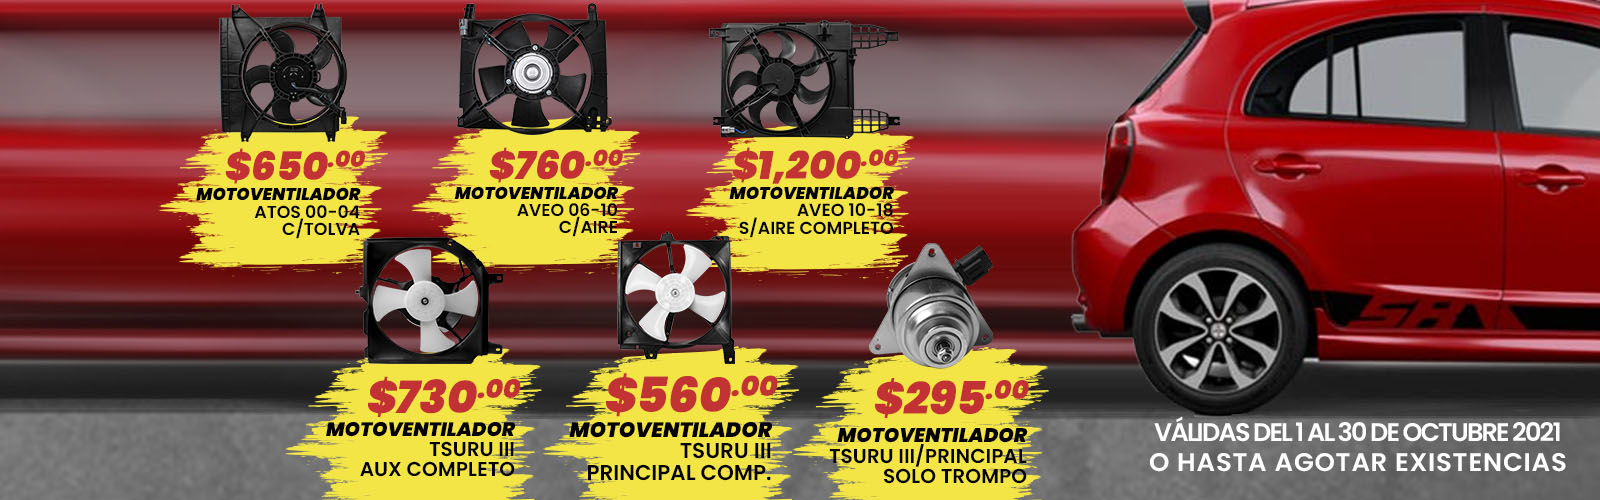 $650.00
MOTOVENTILADOR
ATOS 00-04
C/TOLVA
$760.00
MOTOVENTILADOR
AVEO 06-10
C/AIRE
$1,200.00
MOTOVENTILADOR
AVEO 10-18
S/AIRE COMPLETO
$730.00
MOTOVENTILADOR
TSURU III
AUX COMPLETO
$560.00
MOTOVENTILADOR
TSURU III
PRINCIPAL COMP.
$295.00
MOTOVENTILADOR
TSURU III/PRINCIPAL
SOLO TROMPO
VÁLIDAS DEL 1 AL 30 DE OCTUBRE 2021
O HASTA AGOTAR EXISTENCIAS